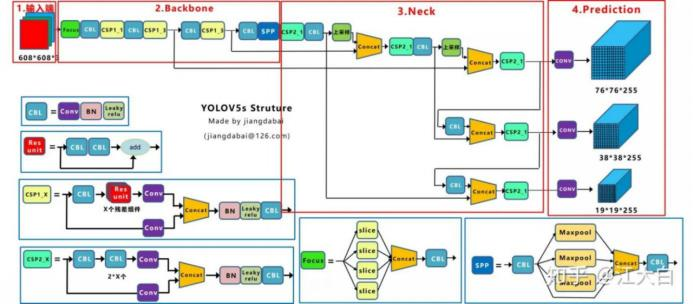 1.输入端
2.Backbone
3.Neck
4.Prediction
608*608*3
Focus CBL CSP1_1 CBL CSP1_3 CBL CSP1_3 CBL SPP
CSP2_1 CBL 上采样 Concat CSP2_1 CBL 上采样 Concat CSP2_1 CONV
76*76*255
CBL Concat CSP2_1 CONV
38*38*255
CBL Concat CSP2_1 CONV
19*19*255
YOLOV5s Struture
Made by jiangdabai
(jiangdabai@126.com)
CBL = Conv BN Leaky relu
Res unit = CBL CBL add
CSP1_X = CBL Res unit Conv
X个残差组件
Conv
Concat BN Leaky relu CBL
CSP2_X = CBL CBL Conv
2*X个
Conv
Concat BN Leaky relu CBL
Focus = slice slice slice slice Concat CBL
SPP = CBL Maxpool Maxpool Maxpool Concat CBL
知乎 @江大白